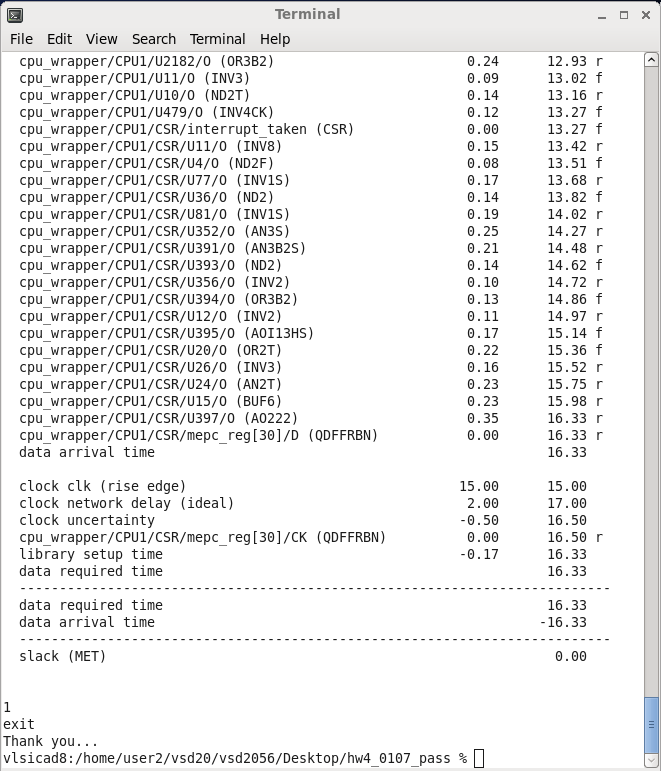 Terminal
File Edit View Search Terminal Help
cpu_wrapper/CPU1/U2182/O (OR3B2) 0.24 12.93 r
cpu_wrapper/CPU1/U11/O (INV3) 0.09 13.02 f
cpu_wrapper/CPU1/U10/O (ND2T) 0.14 13.16 r
cpu_wrapper/CPU1/U479/O (INV4CK) 0.12 13.27 f
cpu_wrapper/CPU1/CSR/interrupt_taken (CSR) 0.00 13.27 f
cpu_wrapper/CPU1/CSR/U11/O (INV8) 0.15 13.42 r
cpu_wrapper/CPU1/CSR/U4/O (ND2F) 0.08 13.51 f
cpu_wrapper/CPU1/CSR/U77/O (INV1S) 0.17 13.68 r
cpu_wrapper/CPU1/CSR/U36/O (ND2) 0.14 13.82 f
cpu_wrapper/CPU1/CSR/U81/O (INV1S) 0.19 14.02 r
cpu_wrapper/CPU1/CSR/U352/O (AN3S) 0.25 14.27 r
cpu_wrapper/CPU1/CSR/U391/O (AN3B2S) 0.21 14.48 r
cpu_wrapper/CPU1/CSR/U393/O (ND2) 0.14 14.62 f
cpu_wrapper/CPU1/CSR/U356/O (INV2) 0.10 14.72 r
cpu_wrapper/CPU1/CSR/U394/O (OR3B2) 0.13 14.86 f
cpu_wrapper/CPU1/CSR/U12/O (INV2) 0.11 14.97 r
cpu_wrapper/CPU1/CSR/U395/O (AOI13HS) 0.17 15.14 f
cpu_wrapper/CPU1/CSR/U20/O (OR2T) 0.22 15.36 f
cpu_wrapper/CPU1/CSR/U26/O (INV3) 0.16 15.52 r
cpu_wrapper/CPU1/CSR/U24/O (AN2T) 0.23 15.75 r
cpu_wrapper/CPU1/CSR/U15/O (BUF6) 0.23 15.98 r
cpu_wrapper/CPU1/CSR/U397/O (AO222) 0.35 16.33 r
cpu_wrapper/CPU1/CSR/mepc_reg[30]/D (QDFFRBN) 0.00 16.33 r
data arrival time 16.33
clock clk (rise edge) 15.00 15.00
clock network delay (ideal) 2.00 17.00
clock uncertainty -0.50 16.50
cpu_wrapper/CPU1/CSR/mepc_reg[30]/CK (QDFFRBN) 0.00 16.50 r
library setup time -0.17 16.33
data required time 16.33
--------------------------------------------------------------------------
data required time 16.33
data arrival time -16.33
--------------------------------------------------------------------------
slack (MET) 0.00
1
exit
Thank you...
vlsicad8:/home/user2/vsd20/vsd2056/Desktop/hw4_0107_pass %